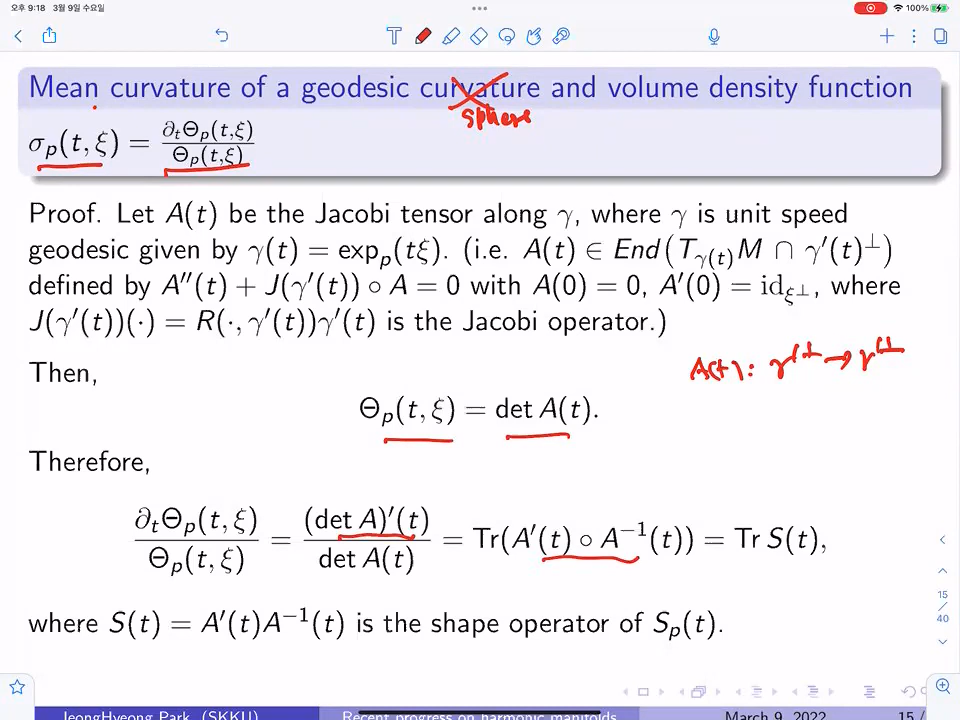 오후 9:18 3월 9일 수요일
100%
Mean curvature of a geodesic curvature and volume density function
sphere
σ_p(t, ξ) = ∂_tΘ_p(t,ξ) / Θ_p(t,ξ)
Proof. Let A(t) be the Jacobi tensor along γ, where γ is unit speed
geodesic given by γ(t) = exp_p(tξ). (i.e. A(t) ∈ End(T_{γ(t)}M ∩ γ′(t)^⊥)
defined by A″(t) + J(γ′(t)) ∘ A = 0 with A(0) = 0, A′(0) = id_{ξ⊥}, where
J(γ′(t))(·) = R(·, γ′(t))γ′(t) is the Jacobi operator.)
A(t): γ′^⊥ → γ′^⊥
Then,
Θ_p(t, ξ) = det A(t).
Therefore,
∂_tΘ_p(t, ξ) / Θ_p(t, ξ) = (det A)′(t) / det A(t) = Tr(A′(t) ∘ A^{−1}(t)) = Tr S(t),
where S(t) = A′(t)A^{−1}(t) is the shape operator of S_p(t).
15
/
40
JeongHyeong Park (SKKU) Recent progress on harmonic manifolds March 9, 2022 15 /